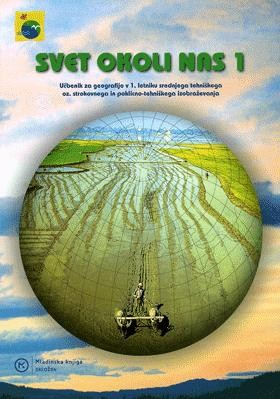 SVET OKOLI NAS 1
Učbenik za geografijo v 1. letniku srednjega tehniškega
oz. strokovnega in poklicno-tehniškega izobraževanja
Mladinska knjiga
ZALOŽBA